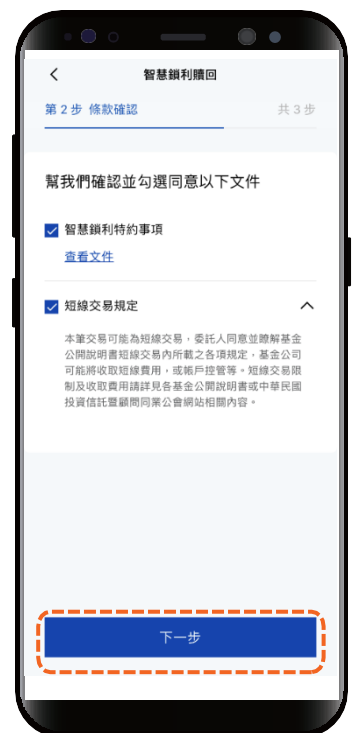 智慧鎖利贖回
第 2 步 條款確認
共 3 步
幫我們確認並勾選同意以下文件
智慧鎖利特約事項
查看文件
短線交易規定
本筆交易可能為短線交易，委託人同意並瞭解基金
公開說明書短線交易內所載之各項規定，基金公司
可能將收取短線費用，或帳戶控管等。短線交易限
制及收取費用請詳見各基金公開說明書或中華民國
投資信託暨顧問同業公會網站相關內容。
下一步